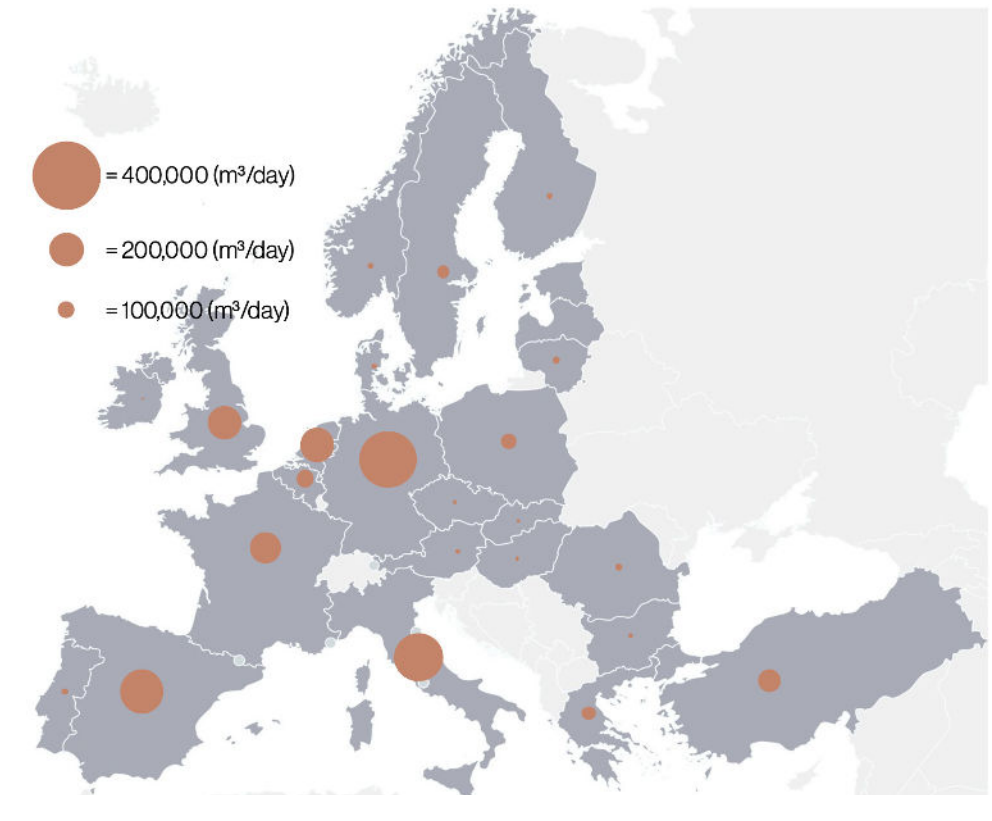 = 400,000 (m³/day)
= 200,000 (m³/day)
= 100,000 (m³/day)